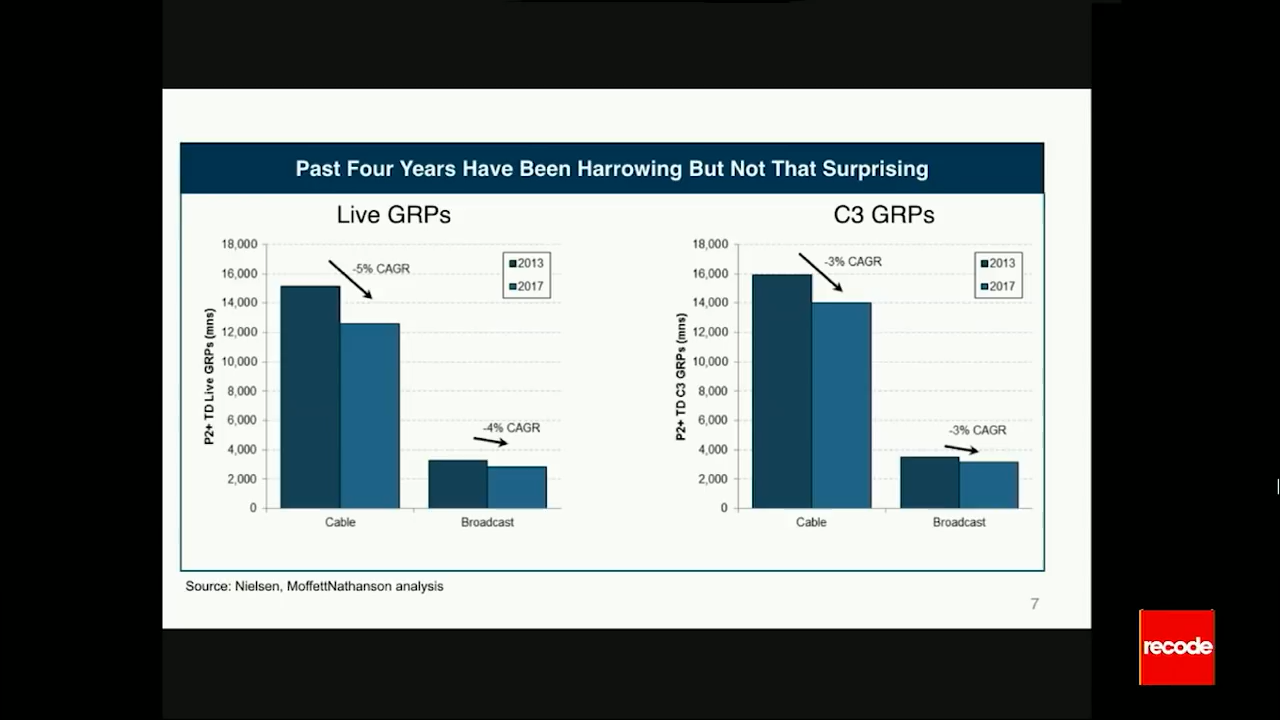 Past Four Years Have Been Harrowing But Not That Surprising
Live GRPs
18,000
16,000
14,000
12,000
10,000
8,000
6,000
4,000
2,000
0
P2+ TD Live GRPs (mns)
-5% CAGR
2013
2017
-4% CAGR
Cable
Broadcast
C3 GRPs
18,000
16,000
14,000
12,000
10,000
8,000
6,000
4,000
2,000
0
P2+ TD C3 GRPs (mns)
-3% CAGR
2013
2017
-3% CAGR
Cable
Broadcast
Source: Nielsen, MoffettNathanson analysis
7
recode